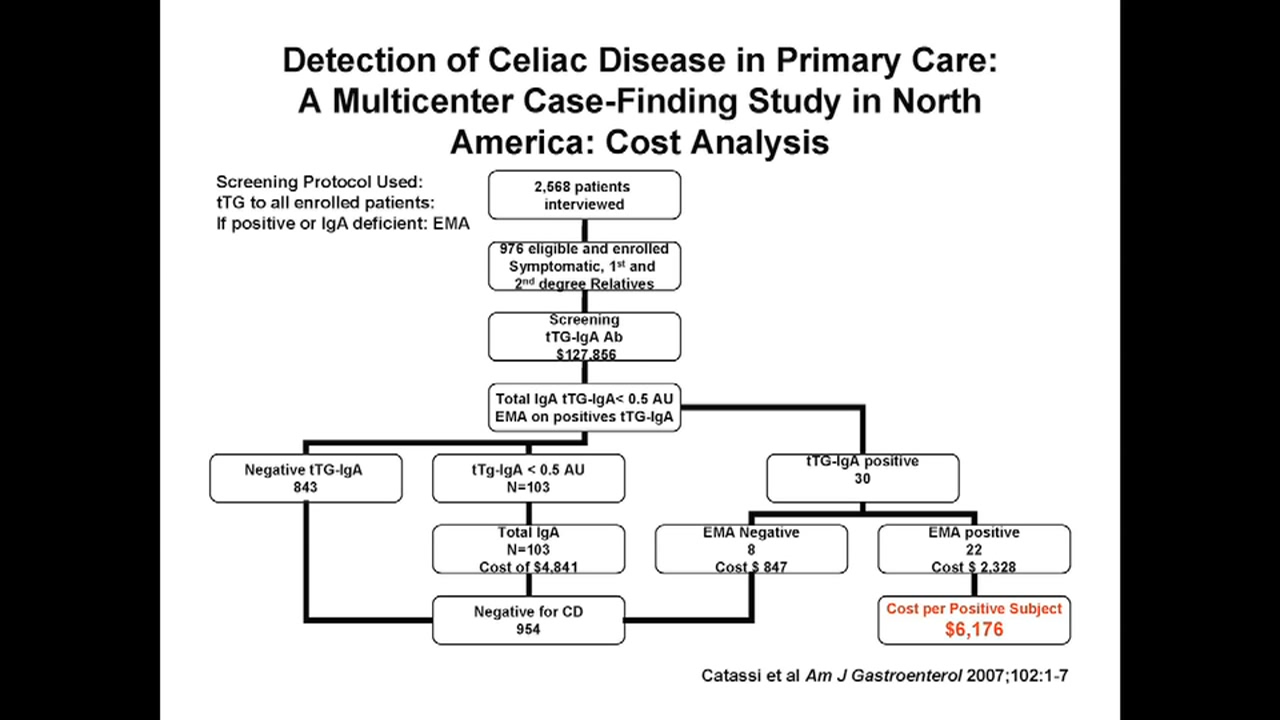 Detection of Celiac Disease in Primary Care:
A Multicenter Case-Finding Study in North
America: Cost Analysis
Screening Protocol Used:
tTG to all enrolled patients:
If positive or IgA deficient: EMA
2,568 patients
interviewed
976 eligible and enrolled
Symptomatic, 1st and
2nd degree Relatives
Screening
tTG-IgA Ab
$127,856
Total IgA tTG-IgA< 0.5 AU
EMA on positives tTG-IgA
Negative tTG-IgA
843
tTg-IgA < 0.5 AU
N=103
tTG-IgA positive
30
Total IgA
N=103
Cost of $4,841
EMA Negative
8
Cost $ 847
EMA positive
22
Cost $ 2,328
Negative for CD
954
Cost per Positive Subject
$6,176
Catassi et al Am J Gastroenterol 2007;102:1-7